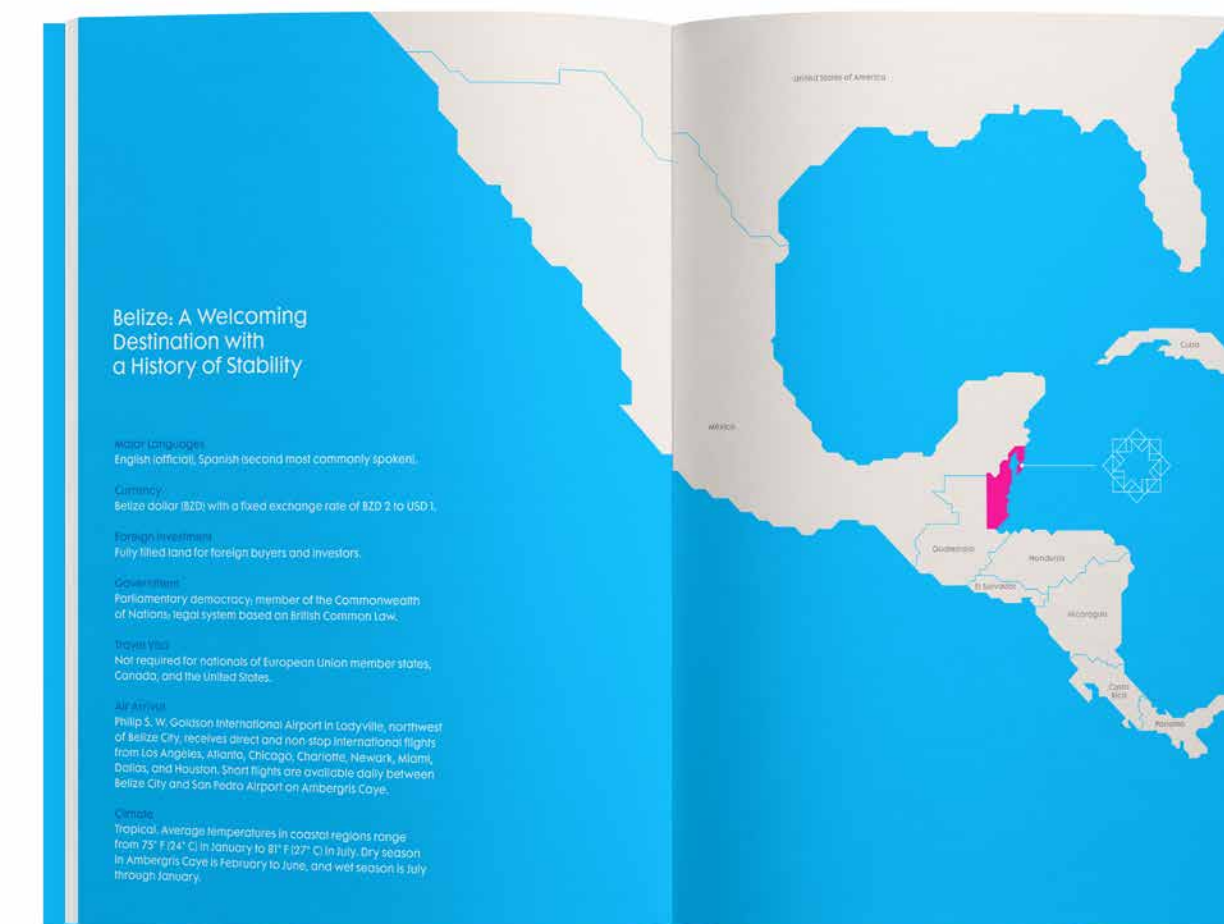 Belize: A Welcoming
Destination with
a History of Stability
Major Languages
English (official), Spanish (second most commonly spoken).
Currency
Belize dollar (BZD) with a fixed exchange rate of BZD 2 to USD 1.
Foreign Investment
Fully titled land for foreign buyers and investors.
Government
Parliamentary democracy; member of the Commonwealth
of Nations; legal system based on British Common Law.
Travel Visa
Not required for nationals of European Union member states,
Canada, and the United States.
Air Arrival
Philip S. W. Goldson International Airport in Ladyville, northwest
of Belize City, receives direct and non-stop international flights
from Los Angeles, Atlanta, Chicago, Charlotte, Newark, Miami,
Dallas, and Houston. Short flights are available daily between
Belize City and San Pedro Airport on Ambergris Caye.
Climate
Tropical. Average temperatures in coastal regions range
from 75° F (24° C) in January to 81° F (27° C) in July. Dry season
in Ambergris Caye is February to June, and wet season is July
through January.
United States of America
Cuba
México
Guatemala
Honduras
El Salvador
Nicaragua
Costa
Rica
Panama